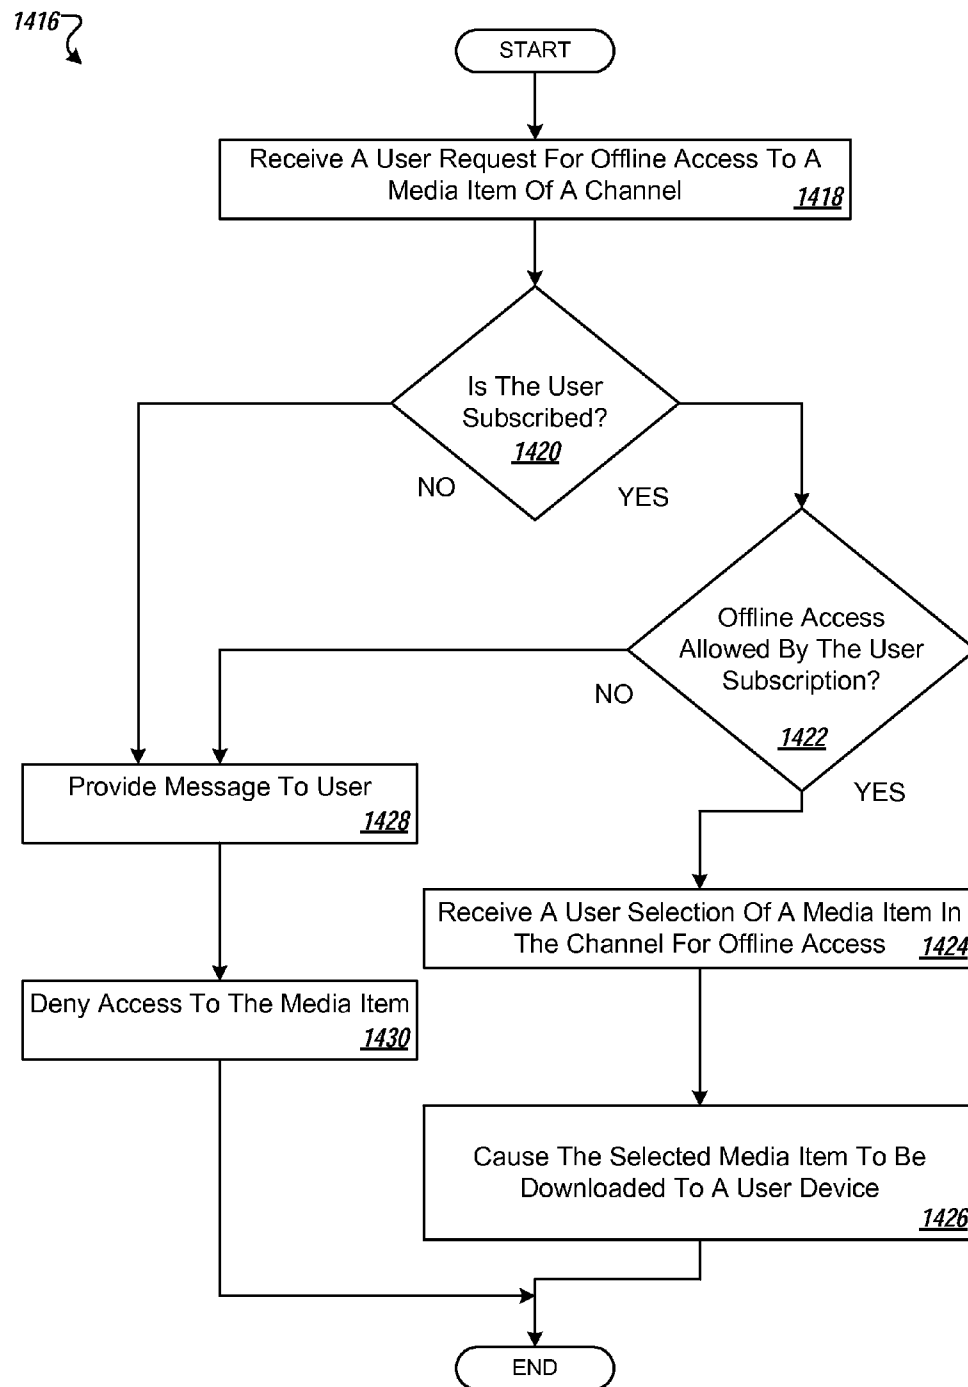 1416
START
Receive A User Request For Offline Access To A
Media Item Of A Channel
1418
Is The User
Subscribed?
1420
NO
YES
Offline Access
Allowed By The User
Subscription?
1422
NO
YES
Provide Message To User
1428
Receive A User Selection Of A Media Item In
The Channel For Offline Access
1424
Deny Access To The Media Item
1430
Cause The Selected Media Item To Be
Downloaded To A User Device
1426
END